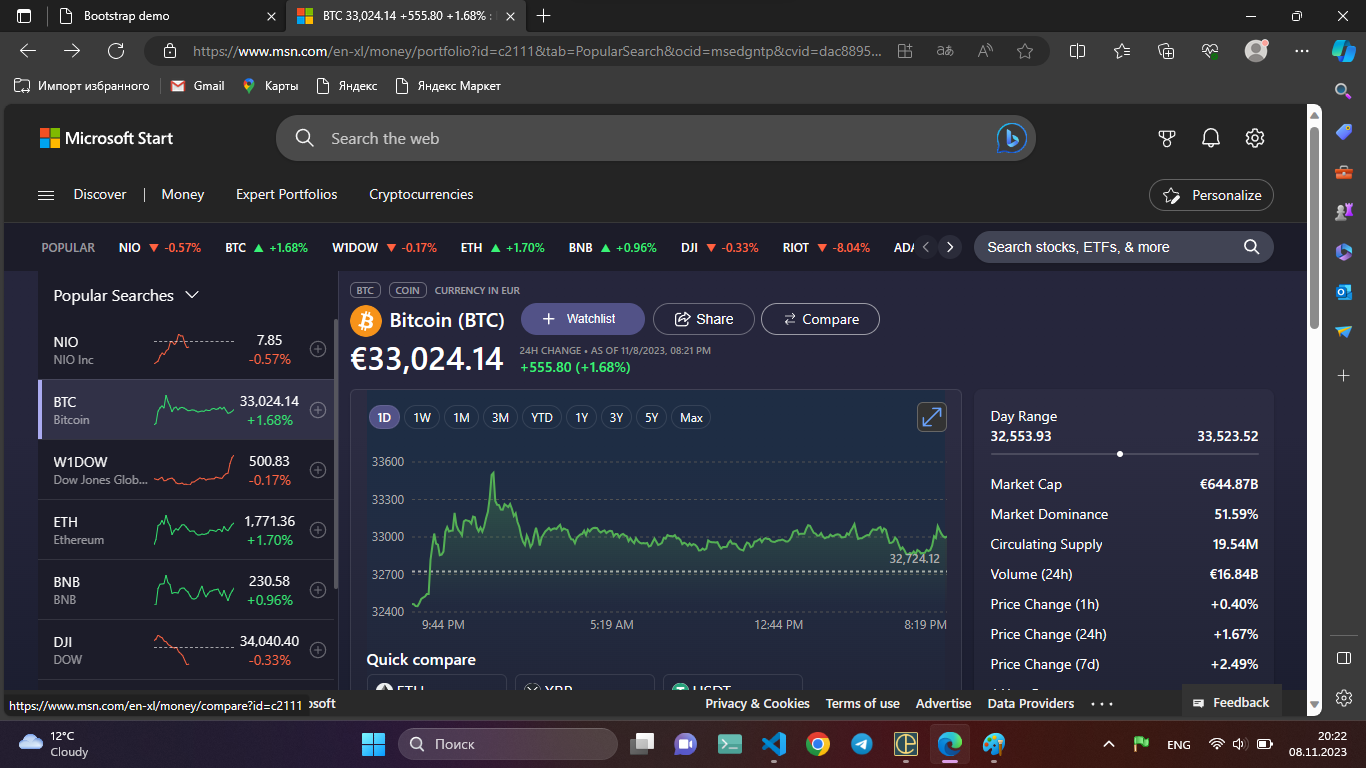 Bootstrap demo
BTC 33,024.14 +555.80 +1.68% :
https://www.msn.com/en-xl/money/portfolio?id=c2111&tab=PopularSearch&ocid=msedgntp&cvid=dac8895...
Импорт избранного Gmail Карты Яндекс Яндекс Маркет
Microsoft Start
Search the web
Discover | Money Expert Portfolios Cryptocurrencies
Personalize
POPULAR NIO -0.57% BTC +1.68% W1DOW -0.17% ETH +1.70% BNB +0.96% DJI -0.33% RIOT -8.04% ADA
Search stocks, ETFs, & more
Popular Searches
NIO 7.85
NIO Inc -0.57%
BTC 33,024.14
Bitcoin +1.68%
W1DOW 500.83
Dow Jones Glob... -0.17%
ETH 1,771.36
Ethereum +1.70%
BNB 230.58
BNB +0.96%
DJI 34,040.40
DOW -0.33%
BTC COIN CURRENCY IN EUR
Bitcoin (BTC)
Watchlist Share Compare
€33,024.14
24H CHANGE • AS OF 11/8/2023, 08:21 PM
+555.80 (+1.68%)
1D 1W 1M 3M YTD 1Y 3Y 5Y Max
33600
33300
33000
32,724.12
32700
32400
9:44 PM 5:19 AM 12:44 PM 8:19 PM
Quick compare
ETH XRP USDT
Day Range
32,553.93 33,523.52
Market Cap €644.87B
Market Dominance 51.59%
Circulating Supply 19.54M
Volume (24h) €16.84B
Price Change (1h) +0.40%
Price Change (24h) +1.67%
Price Change (7d) +2.49%
https://www.msn.com/en-xl/money/compare?id=c2111
osoft
Privacy & Cookies Terms of use Advertise Data Providers
Feedback
12°C
Cloudy
Поиск
ENG
20:22
08.11.2023